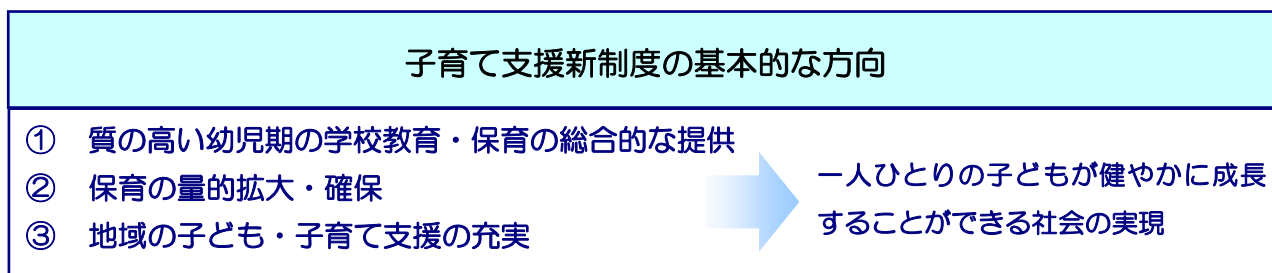 子育て支援新制度の基本的な方向
① 質の高い幼児期の学校教育・保育の総合的な提供
② 保育の量的拡大・確保
③ 地域の子ども・子育て支援の充実
一人ひとりの子どもが健やかに成長
することができる社会の実現